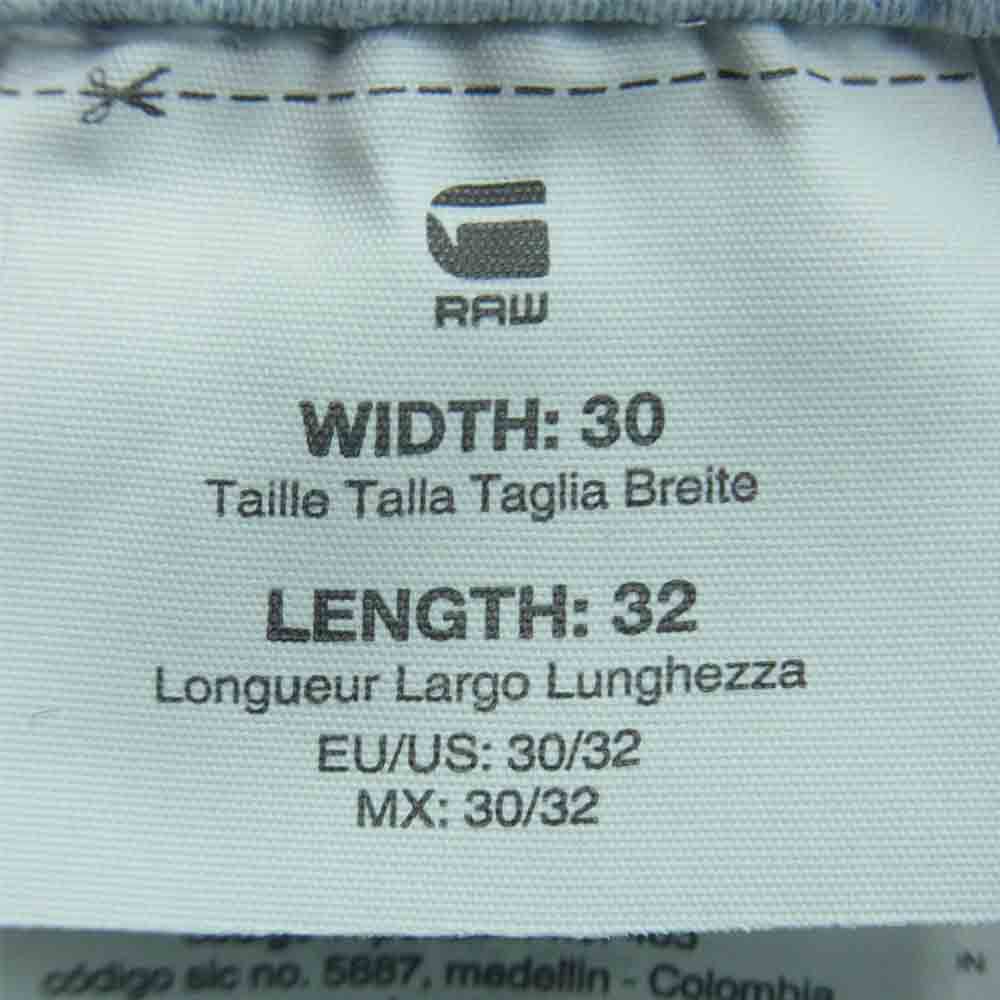 RAW
WIDTH: 30
Taille Talla Taglia Breite
LENGTH: 32
Longueur Largo Lunghezza
EU/US: 30/32
MX: 30/32
código sic no. 5887, medellin - Colombia
IN